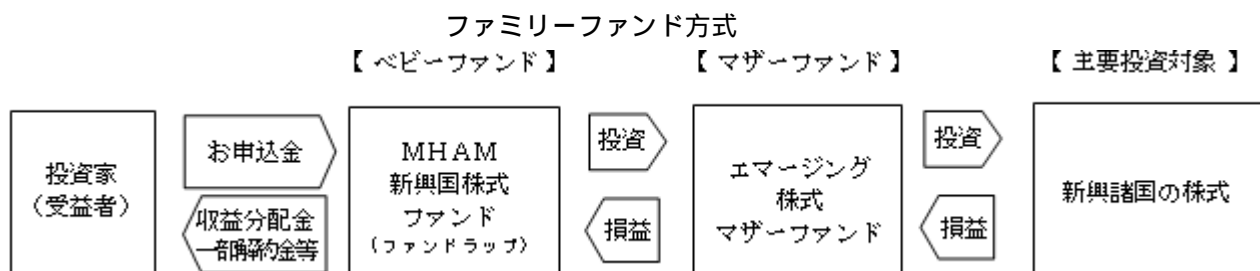 ファミリーファンド方式
【 ベビーファンド 】
【 マザーファンド 】
【 主要投資対象 】
投資家
(受益者)
お申込金
収益分配金
一部解約金等
MHAM
新興国株式
ファンド
(ファンドラップ)
投資
損益
エマージング
株式
マザーファンド
投資
損益
新興諸国の株式